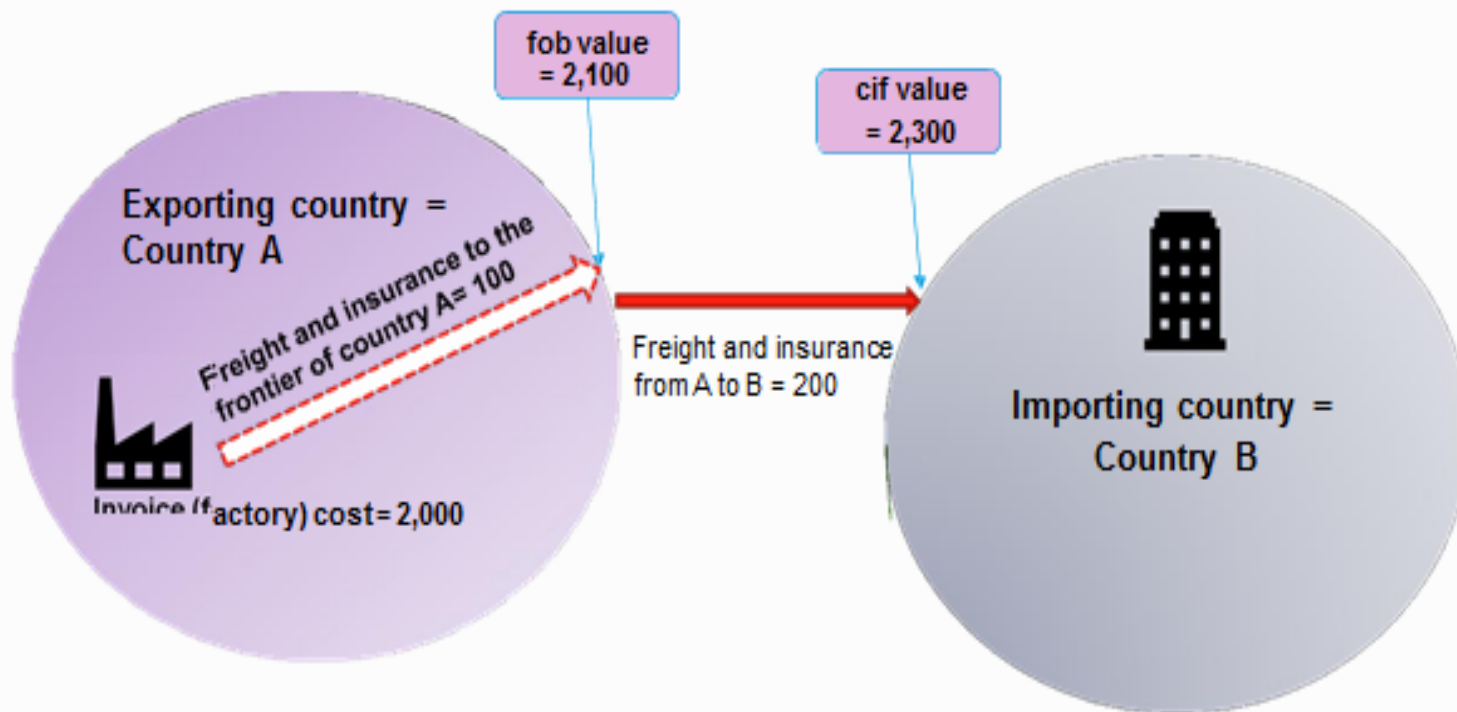 fob value
= 2,100
cif value
= 2,300
Exporting country =
Country A
Freight and insurance to the
frontier of country A= 100
Freight and insurance
from A to B = 200
Invoice (factory) cost= 2,000
Importing country =
Country B